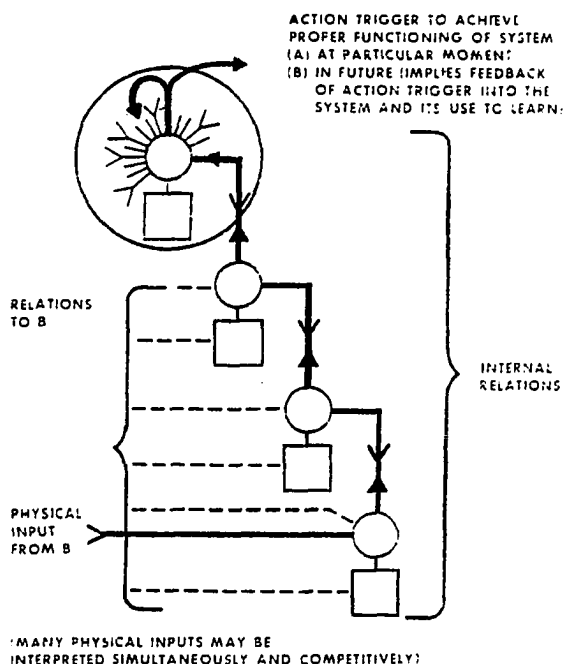 ACTION TRIGGER TO ACHIEVE
PROPER FUNCTIONING OF SYSTEM
(A) AT PARTICULAR MOMENT
(B) IN FUTURE (IMPLIES FEEDBACK
OF ACTION TRIGGER INTO THE
SYSTEM AND ITS USE TO LEARN)
RELATIONS
TO B
INTERNAL
RELATIONS
PHYSICAL
INPUT
FROM B
(MANY PHYSICAL INPUTS MAY BE
INTERPRETED SIMULTANEOUSLY AND COMPETITIVELY)